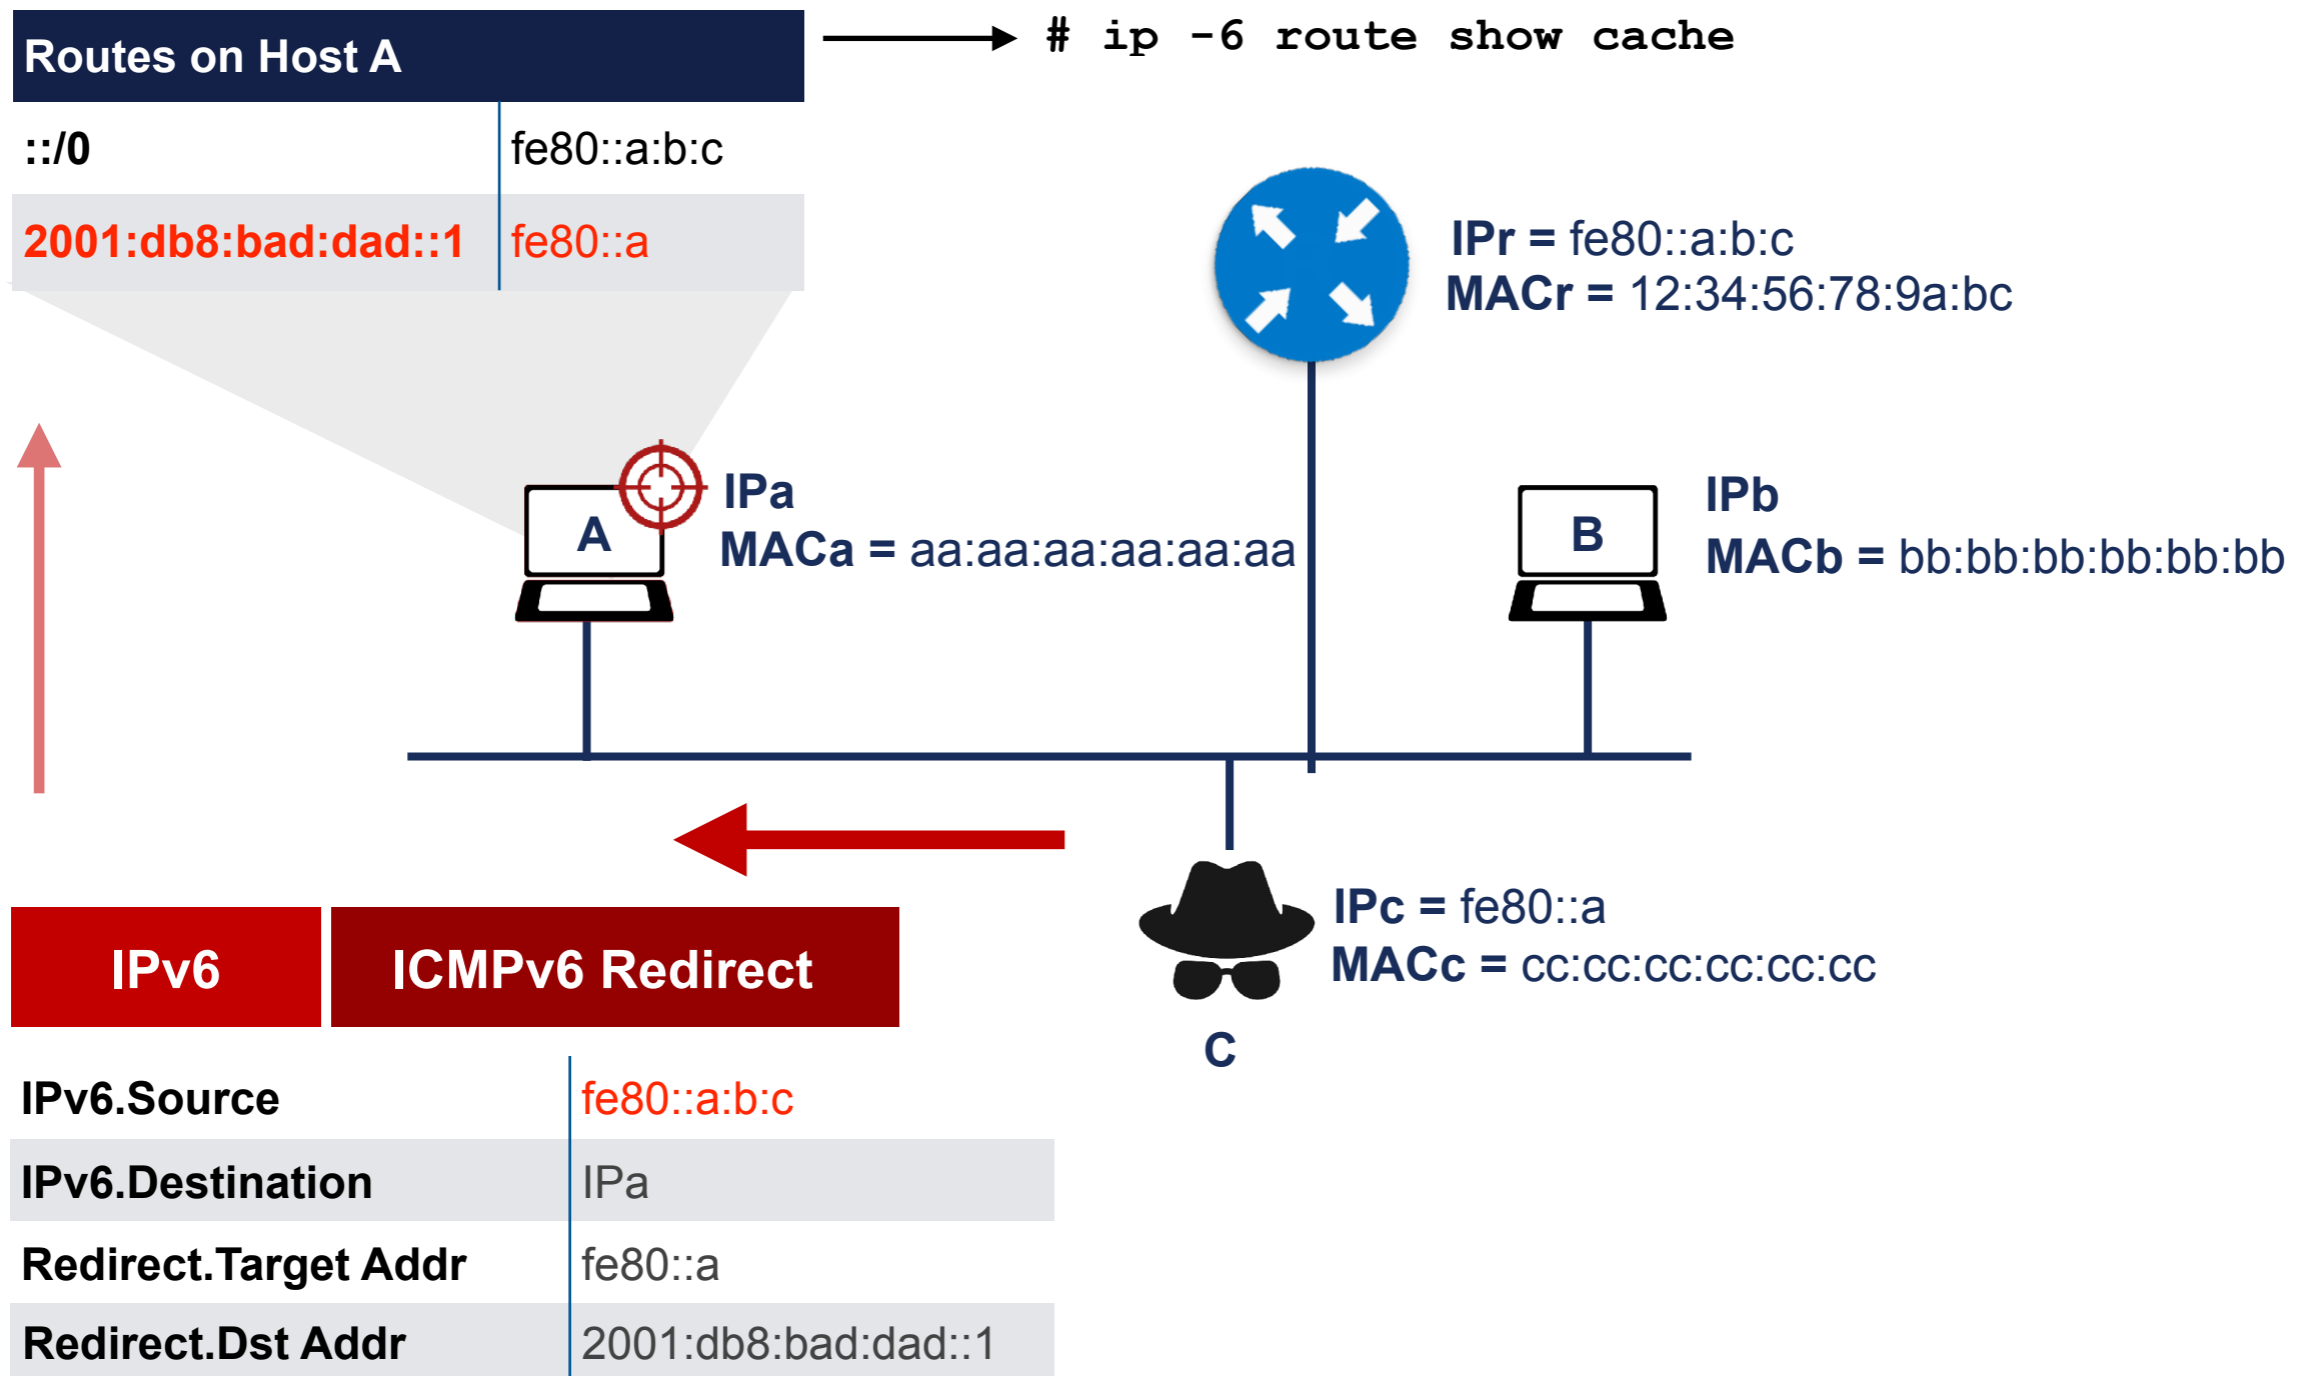 Routes on Host A
# ip -6 route show cache
::/0 fe80::a:b:c
2001:db8:bad:dad::1 fe80::a
IPr = fe80::a:b:c
MACr = 12:34:56:78:9a:bc
A
IPa
MACa = aa:aa:aa:aa:aa:aa
B
IPb
MACb = bb:bb:bb:bb:bb:bb
IPc = fe80::a
MACc = cc:cc:cc:cc:cc:cc
C
IPv6 ICMPv6 Redirect
IPv6.Source fe80::a:b:c
IPv6.Destination IPa
Redirect.Target Addr fe80::a
Redirect.Dst Addr 2001:db8:bad:dad::1